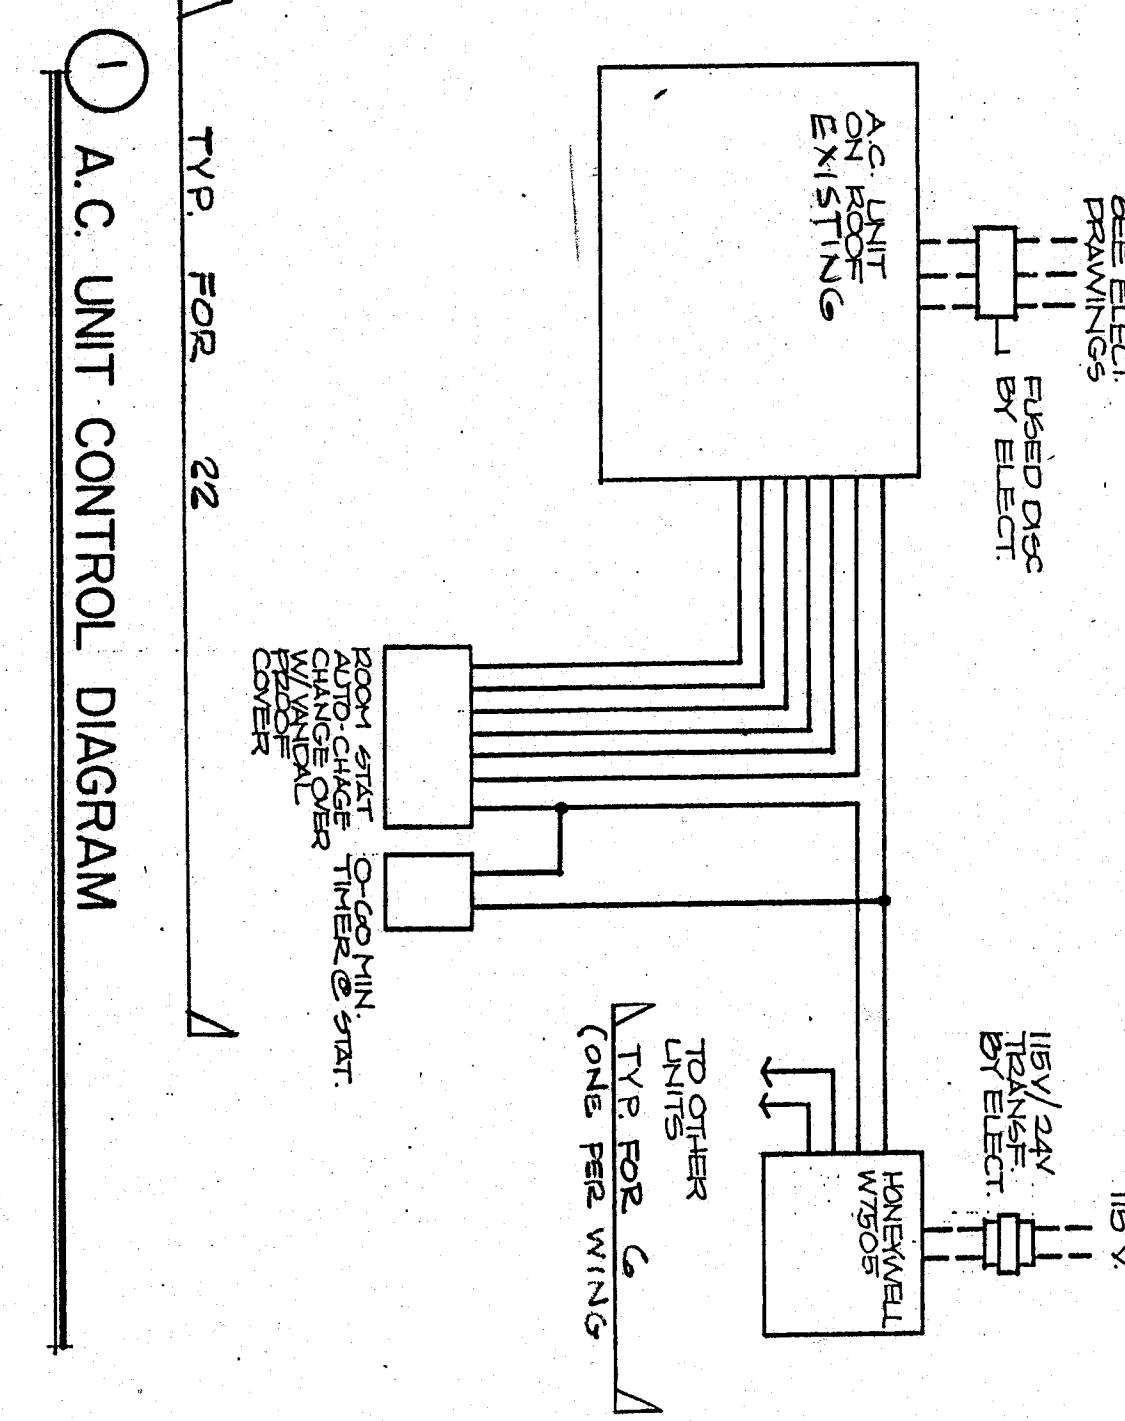 SEE ELECT.
DRAWINGS
FUSED DISC
BY ELECT.
A.C. UNIT
ON ROOF
EXISTING
115 V.
115V/24V
TRANSF.
BY ELECT.
HONEYWELL
W7505
TO OTHER
UNITS
TYP. FOR 6
(ONE PER WING
ROOM STAT
AUTO-CHAGE
CHANGE OVER
W/VANDAL
PROOF
COVER
0-60 MIN.
TIMER @ STAT.
TYP. FOR 22
1 A.C. UNIT CONTROL DIAGRAM